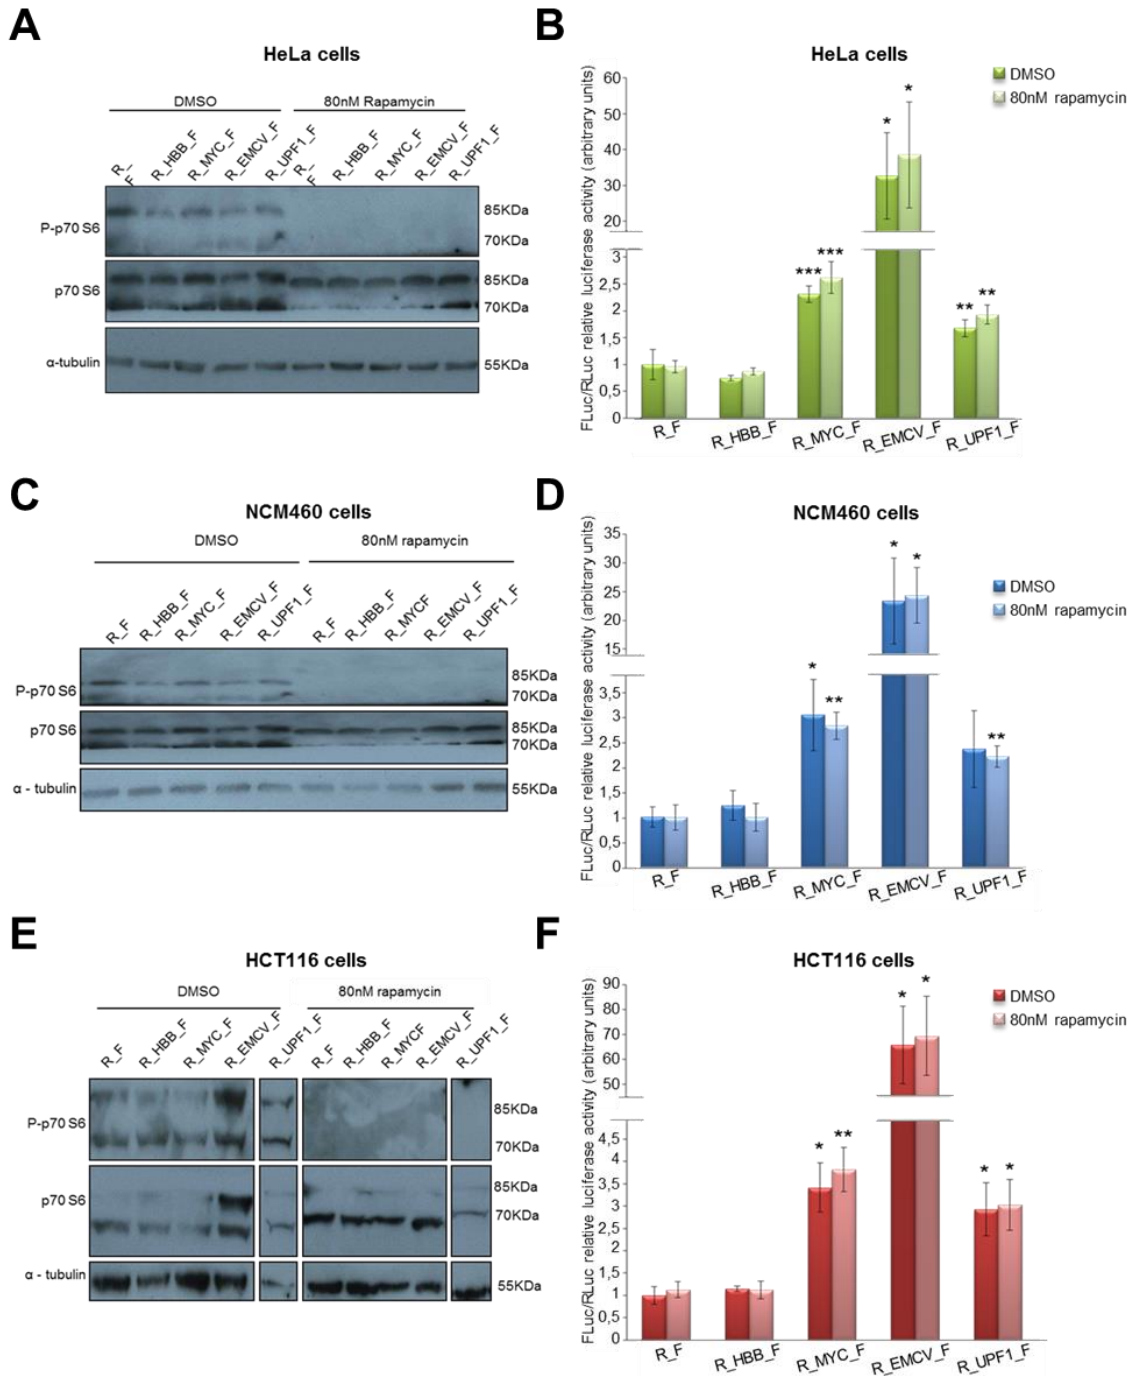 A
HeLa cells
DMSO
80nM Rapamycin
R_F
R_HBB_F
R_MYC_F
R_EMCV_F
R_UPF1_F
R_F
R_HBB_F
R_MYC_F
R_EMCV_F
R_UPF1_F
P-p70 S6
85KDa
70KDa
p70 S6
85KDa
70KDa
α-tubulin
55KDa
B
HeLa cells
DMSO
80nM rapamycin
FLuc/RLuc relative luciferase activity (arbitrary units)
60
50
40
30
20
3
2,5
2
1,5
1
0,5
0
*
*
***
***
**
**
R_F
R_HBB_F
R_MYC_F
R_EMCV_F
R_UPF1_F
C
NCM460 cells
DMSO
80nM rapamycin
R_F
R_HBB_F
R_MYC_F
R_EMCV_F
R_UPF1_F
R_F
R_HBB_F
R_MYCF
R_EMCV_F
R_UPF1_F
P-p70 S6
85KDa
70KDa
p70 S6
85KDa
70KDa
α - tubulin
55KDa
D
NCM460 cells
DMSO
80nM rapamycin
FLuc/RLuc relative luciferase activity (arbitrary units)
35
30
25
20
15
3,5
3
2,5
2
1,5
1
0,5
0
*
**
*
*
**
R_F
R_HBB_F
R_MYC_F
R_EMCV_F
R_UPF1_F
E
HCT116 cells
DMSO
80nM rapamycin
R_F
R_HBB_F
R_MYC_F
R_EMCV_F
R_UPF1_F
R_F
R_HBB_F
R_MYCF
R_EMCV_F
R_UPF1_F
P-p70 S6
85KDa
70KDa
p70 S6
85KDa
70KDa
α - tubulin
55KDa
F
HCT116 cells
DMSO
80nM rapamycin
FLuc/RLuc relative luciferase activity (arbitrary units)
90
80
70
60
50
4,5
4
3,5
3
2,5
2
1,5
1
0,5
0
*
**
*
*
*
*
R_F
R_HBB_F
R_MYC_F
R_EMCV_F
R_UPF1_F